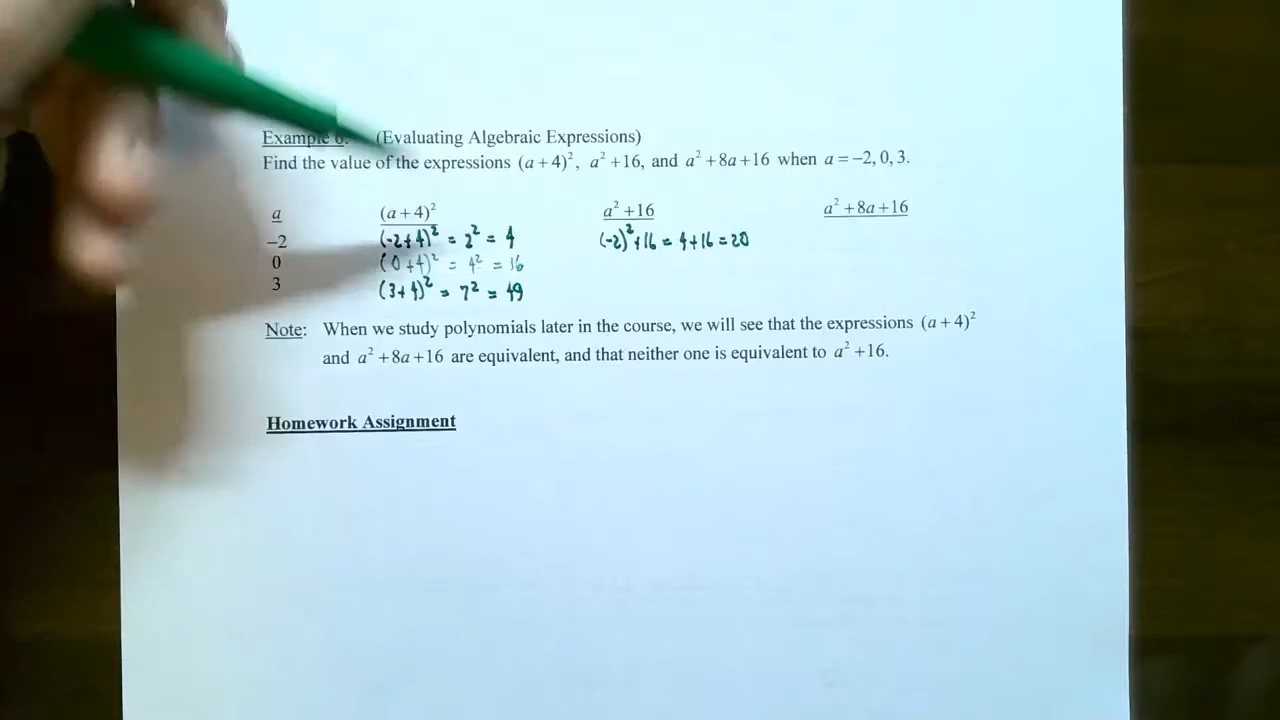 Example 6: (Evaluating Algebraic Expressions)
Find the value of the expressions (a+4)², a²+16, and a²+8a+16 when a=−2,0,3.
a (a+4)² a²+16 a²+8a+16
−2 (-2+4)² = 2² = 4 (-2)²+16 = 4+16 = 20
0 (0+4)² = 4² = 16
3 (3+4)² = 7² = 49
Note: When we study polynomials later in the course, we will see that the expressions (a+4)²
and a²+8a+16 are equivalent, and that neither one is equivalent to a²+16.
Homework Assignment